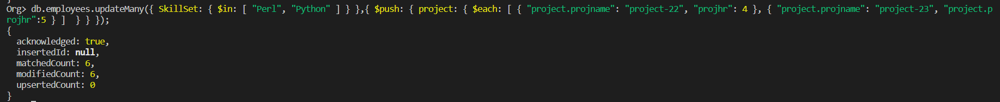 Org> db.employees.updateMany({ SkillSet: { $in: [ "Perl", "Python" ] } },{ $push: { project: { $each: [ { "project.projname": "project-22", "projhr": 4 }, { "project.projname": "project-23", "project.p
rojhr":5 } ]  } } });
{
  acknowledged: true,
  insertedId: null,
  matchedCount: 6,
  modifiedCount: 6,
  upsertedCount: 0
}